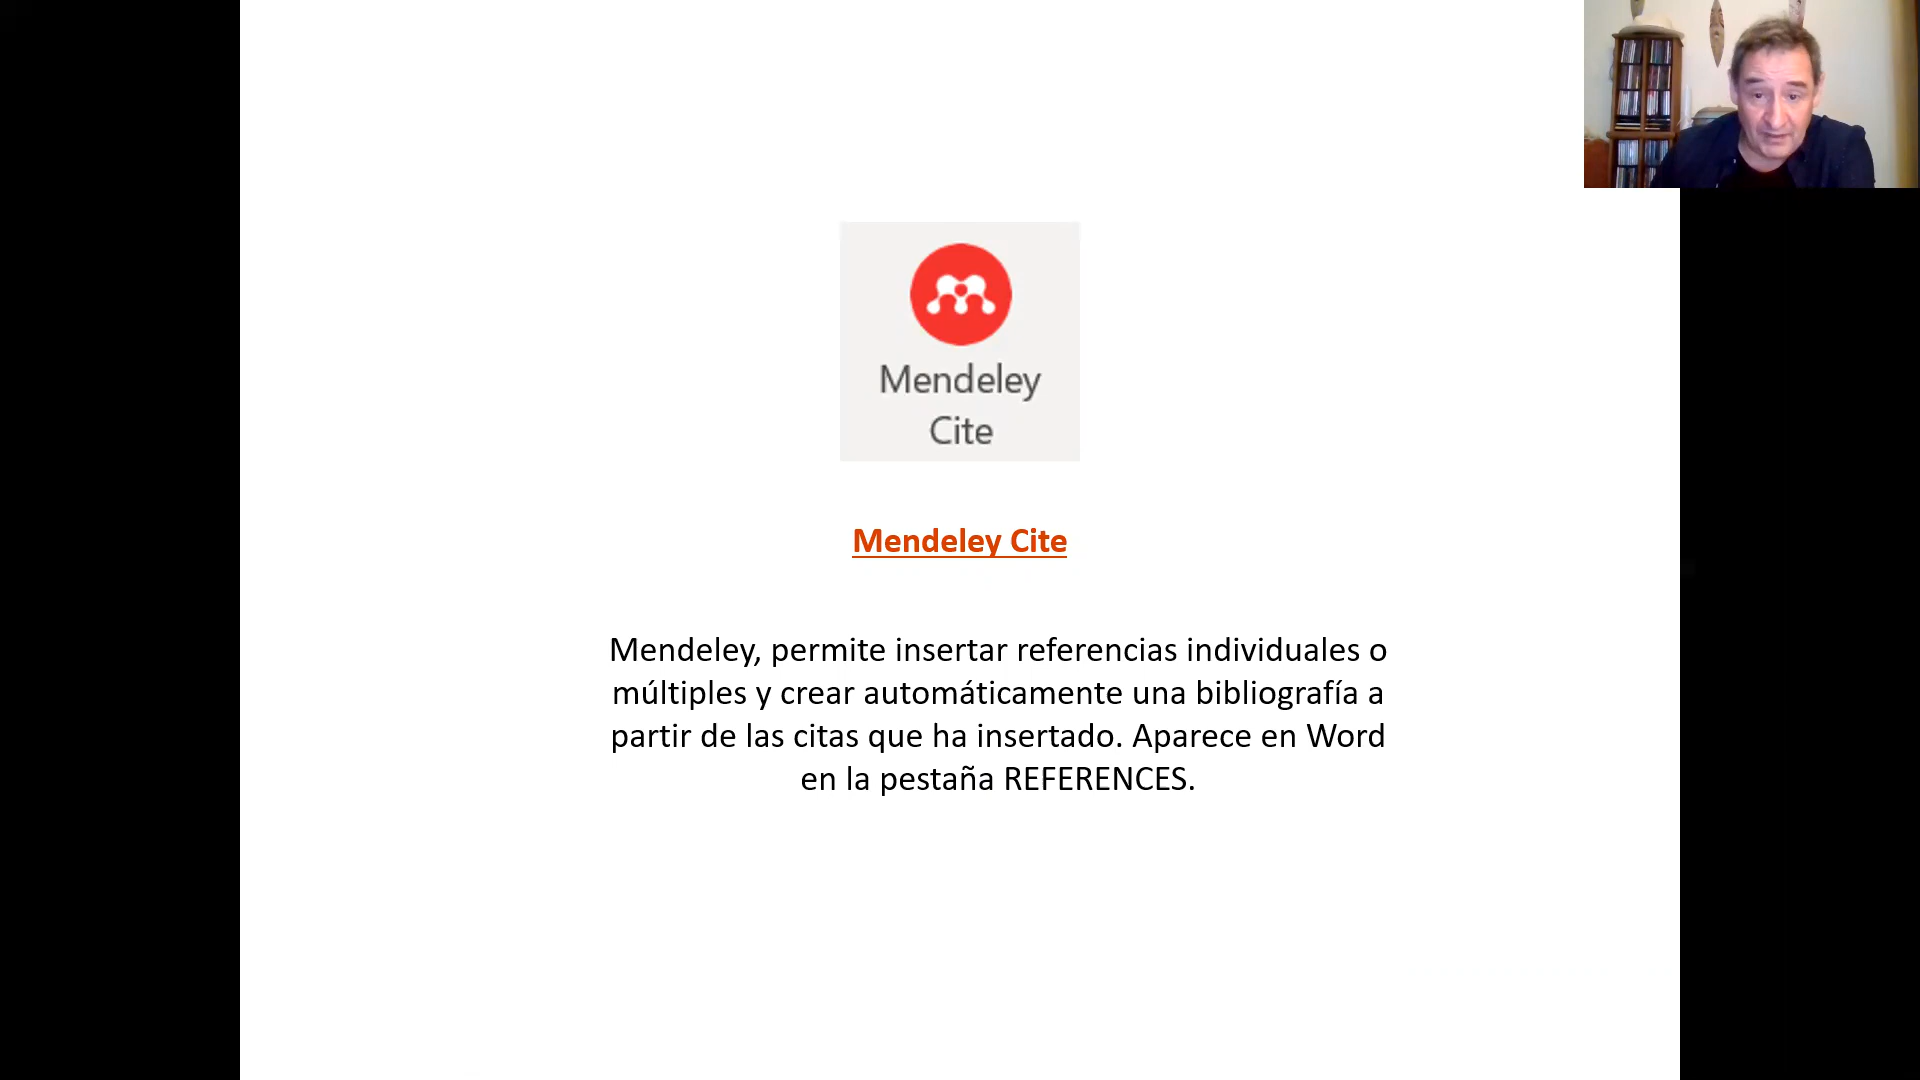 Mendeley
Cite
Mendeley Cite
Mendeley, permite insertar referencias individuales o
múltiples y crear automáticamente una bibliografía a
partir de las citas que ha insertado. Aparece en Word
en la pestaña REFERENCES.